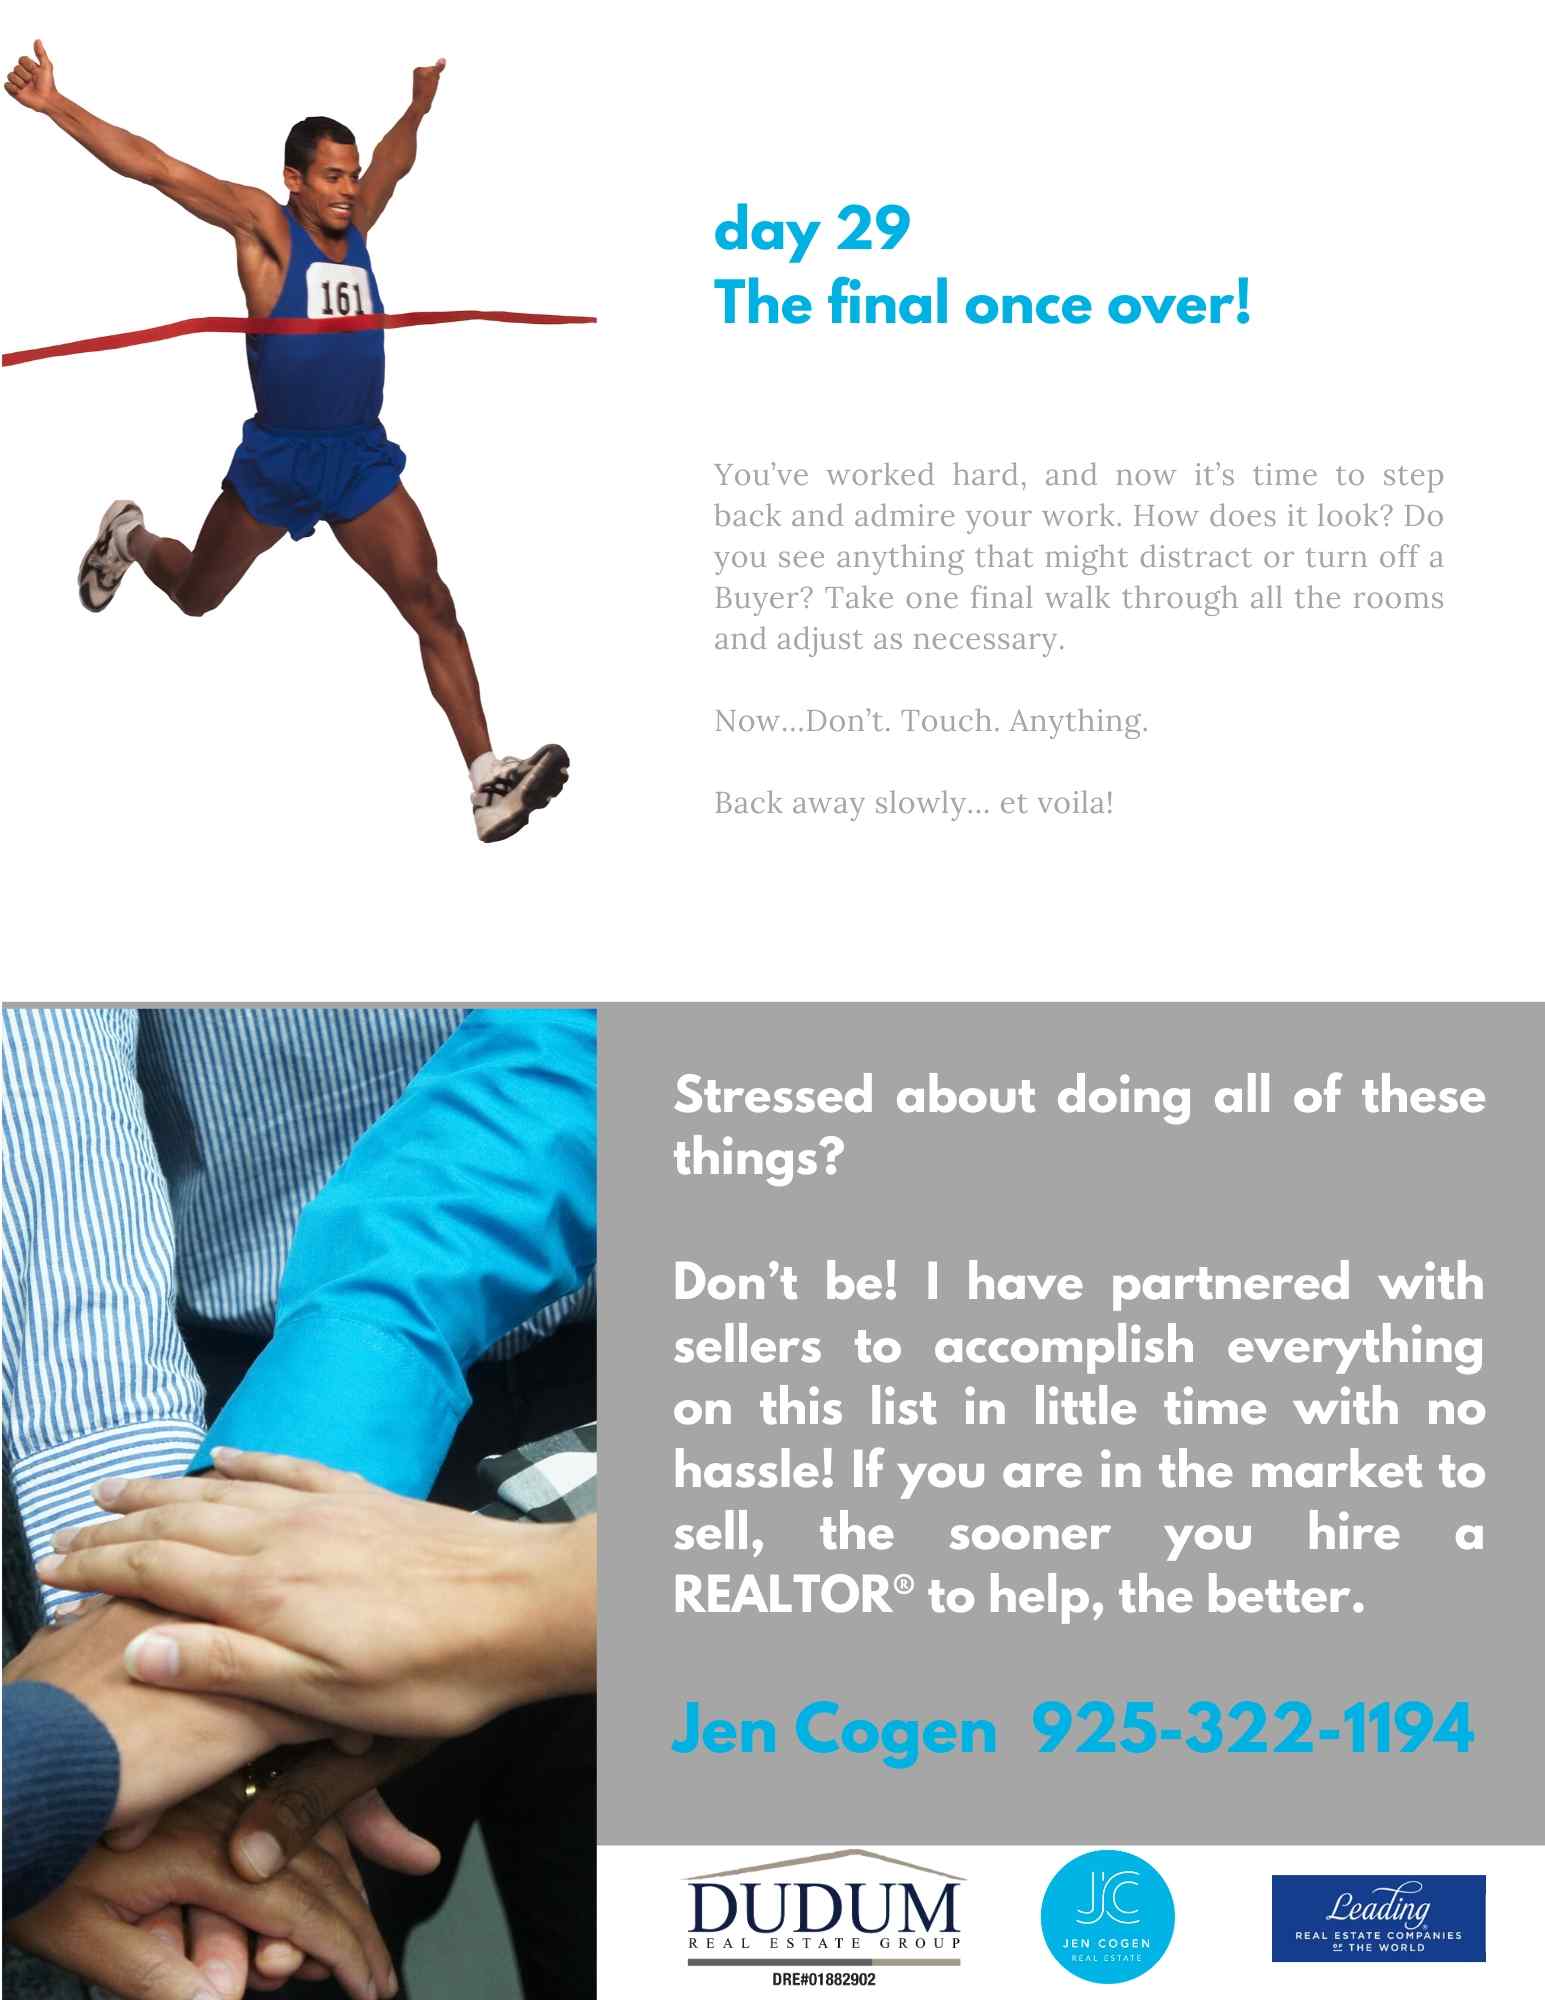 161
day 29
The final once over!
You’ve worked hard, and now it’s time to step
back and admire your work. How does it look? Do
you see anything that might distract or turn off a
Buyer? Take one final walk through all the rooms
and adjust as necessary.
Now...Don’t. Touch. Anything.
Back away slowly... et voila!
Stressed about doing all of these
things?
Don’t be! I have partnered with
sellers to accomplish everything
on this list in little time with no
hassle! If you are in the market to
sell, the sooner you hire a
REALTOR® to help, the better.
Jen Cogen 925-322-1194
DUDUM
REAL ESTATE GROUP
DRE#01882902
JC
JEN COGEN
REAL ESTATE
Leading®
REAL ESTATE COMPANIES
OF THE WORLD